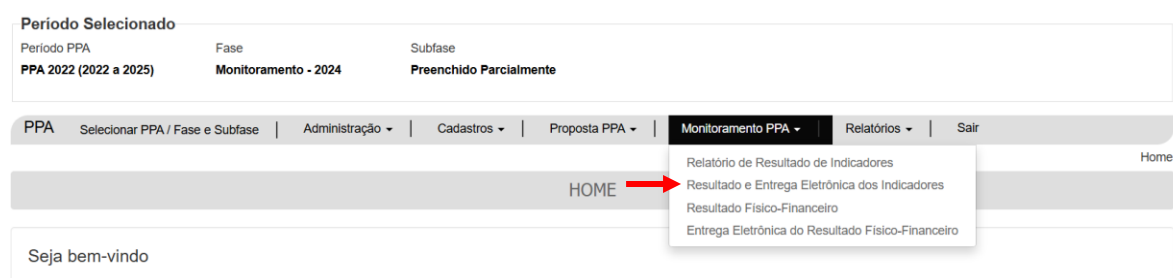 Período Selecionado
Período PPA Fase Subfase
PPA 2022 (2022 a 2025) Monitoramento - 2024 Preenchido Parcialmente
PPA Selecionar PPA / Fase e Subfase | Administração | Cadastros | Proposta PPA | Monitoramento PPA | Relatórios | Sair
Home
Relatório de Resultado de Indicadores
HOME Resultado e Entrega Eletrônica dos Indicadores
Resultado Físico-Financeiro
Entrega Eletrônica do Resultado Físico-Financeiro
Seja bem-vindo